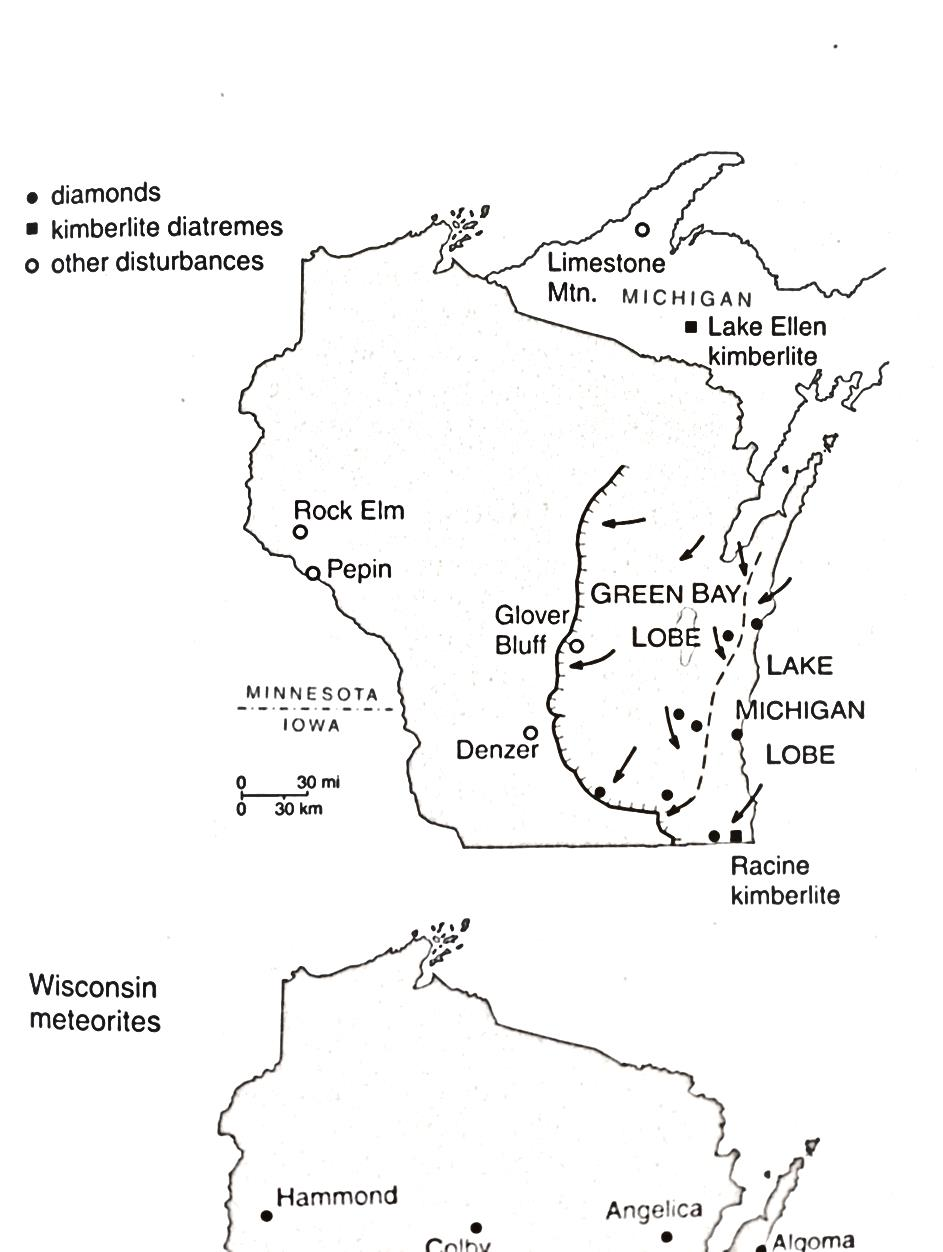 diamonds
kimberlite diatremes
other disturbances
Limestone
Mtn.
MICHIGAN
Lake Ellen
kimberlite
Rock Elm
Pepin
GREEN BAY
LOBE
Glover
Bluff
LAKE
MICHIGAN
LOBE
MINNESOTA
IOWA
Denzer
0 30 mi
0 30 km
Racine
kimberlite
Wisconsin
meteorites
Hammond
Angelica
Colby
Algoma